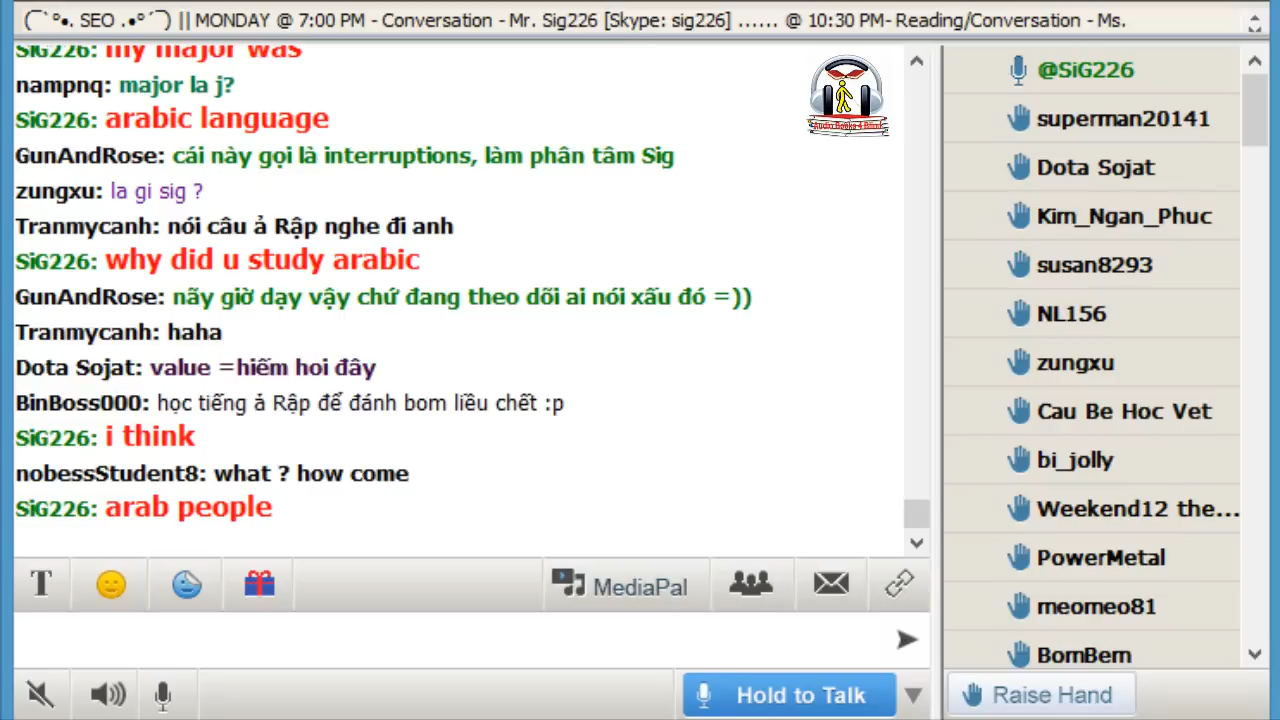 (¯`°•. SEO .•°´¯) || MONDAY @ 7:00 PM - Conversation - Mr. Sig226 [Skype: sig226] ...... @ 10:30 PM- Reading/Conversation - Ms.
SiG226: my major was
nampnq: major la j?
SiG226: arabic language
GunAndRose: cái này gọi là interruptions, làm phân tâm Sig
zungxu: la gi sig ?
Tranmycanh: nói câu ả Rập nghe đi anh
SiG226: why did u study arabic
GunAndRose: nãy giờ dạy vậy chứ đang theo dõi ai nói xấu đó =))
Tranmycanh: haha
Dota Sojat: value =hiếm hoi đây
BinBoss000: học tiếng ả Rập để đánh bom liều chết :p
SiG226: i think
nobessStudent8: what ? how come
SiG226: arab people
Audio Books 4 Blind
T
MediaPal
Hold to Talk
@SiG226
superman20141
Dota Sojat
Kim_Ngan_Phuc
susan8293
NL156
zungxu
Cau Be Hoc Vet
bi_jolly
Weekend12 the...
PowerMetal
meomeo81
BomBem
Raise Hand